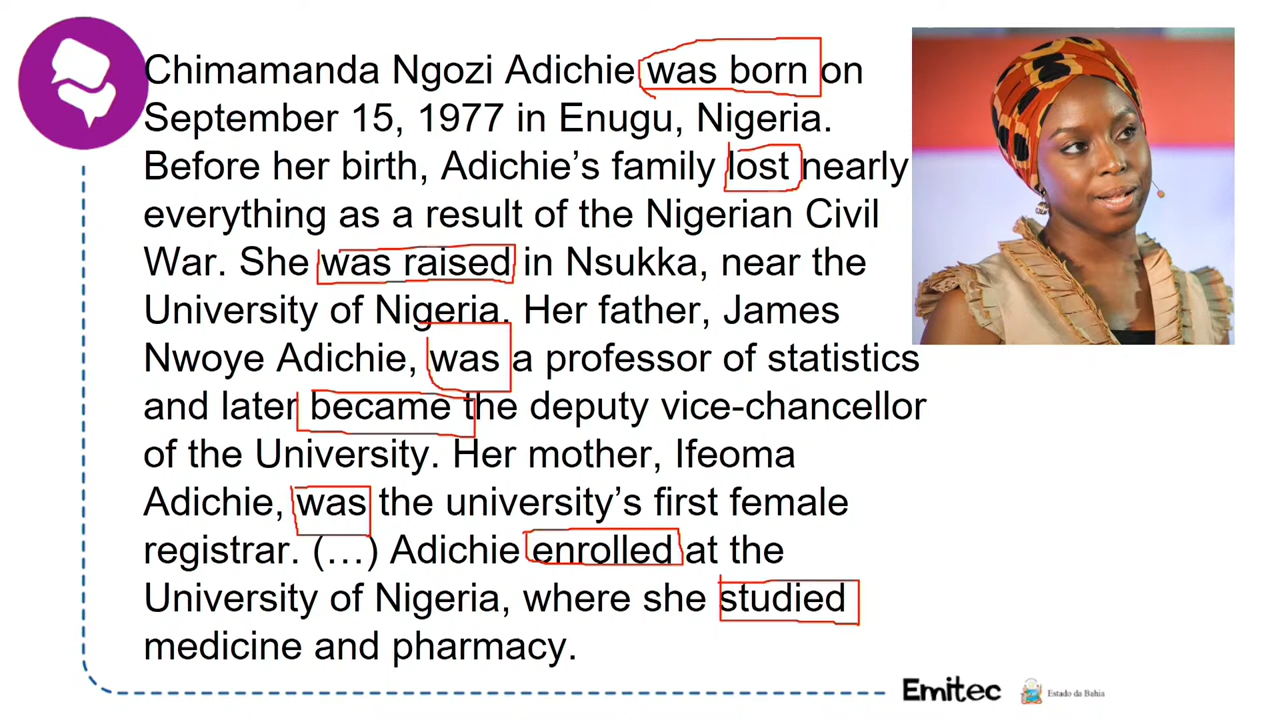 Chimamanda Ngozi Adichie was born on
September 15, 1977 in Enugu, Nigeria.
Before her birth, Adichie’s family lost nearly
everything as a result of the Nigerian Civil
War. She was raised in Nsukka, near the
University of Nigeria. Her father, James
Nwoye Adichie, was a professor of statistics
and later became the deputy vice-chancellor
of the University. Her mother, Ifeoma
Adichie, was the university’s first female
registrar. (…) Adichie enrolled at the
University of Nigeria, where she studied
medicine and pharmacy.
Emitec Estado da Bahia